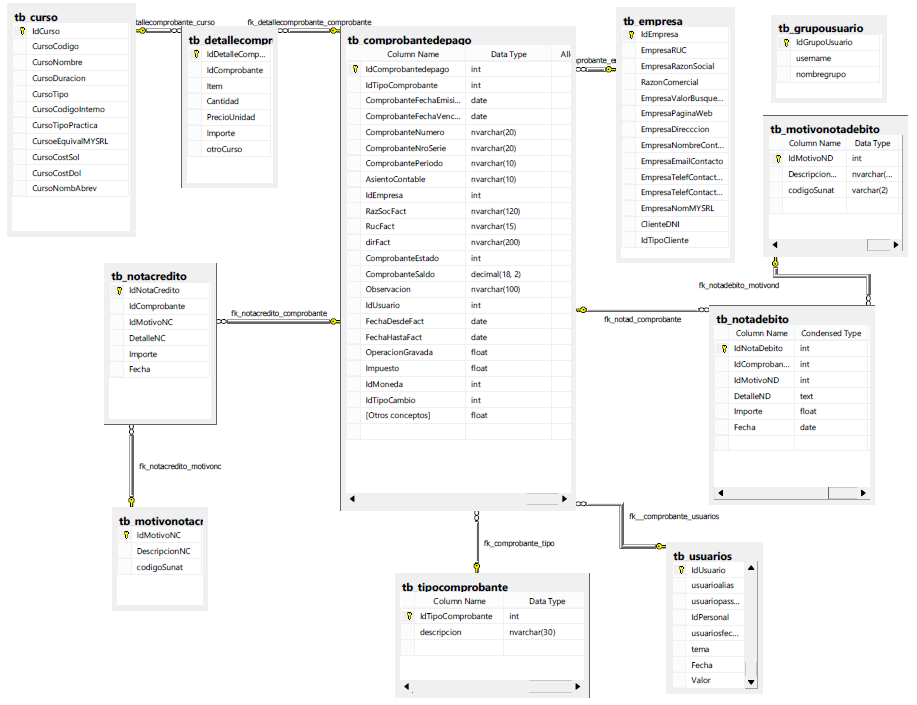 tb_curso
IdCurso
CursoCodigo
CursoNombre
CursoDuracion
CursoTipo
CursoCodigoInterno
CursoTipoPractica
CursoeEquivalMYSRL
CursoCostSol
CursoCostDol
CursoNombAbrev
tallecomprobante_curso
fk_detallecomprobante_comprobante
tb_detallecompr
IdDetalleComp...
IdComprobante
Item
Cantidad
PrecioUnidad
Importe
otroCurso
tb_comprobantedepago
Column Name Data Type All
IdComprobantedepago int
IdTipoComprobante int
ComprobanteFechaEmisi... date
ComprobanteFechaVenc... date
ComprobanteNumero nvarchar(20)
ComprobanteNroSerie nvarchar(20)
ComprobantePeriodo nvarchar(10)
AsientoContable nvarchar(10)
IdEmpresa int
RazSocFact nvarchar(120)
RucFact nvarchar(15)
dirFact nvarchar(200)
ComprobanteEstado int
ComprobanteSaldo decimal(18, 2)
Observacion nvarchar(100)
IdUsuario int
FechaDesdeFact date
FechaHastaFact date
OperacionGravada float
Impuesto float
IdMoneda int
IdTipoCambio int
[Otros conceptos] float
probante_e
tb_empresa
IdEmpresa
EmpresaRUC
EmpresaRazonSocial
RazonComercial
EmpresaValorBusque...
EmpresaPaginaWeb
EmpresaDirecccion
EmpresaNombreCont...
EmpresaEmailContacto
EmpresaTelefContact...
EmpresaTelefContact...
EmpresaNomMYSRL
ClienteDNI
IdTipoCliente
tb_grupousuario
IdGrupoUsuario
username
nombregrupo
tb_motivonotadebito
Column Name Data Type
IdMotivoND int
Descripcion... nvarchar(...
codigoSunat varchar(2)
fk_notadebito_motivond
tb_notacredito
IdNotaCredito
IdComprobante
IdMotivoNC
DetalleNC
Importe
Fecha
fk_notacredito_comprobante
fk_notad_comprobante
tb_notadebito
Column Name Condensed Type
IdNotaDebito int
IdComproban... int
IdMotivoND int
DetalleND text
Importe float
Fecha date
fk_notacredito_motivonc
tb_motivonotacr
IdMotivoNC
DescripcionNC
codigoSunat
fk_comprobante_tipo
fk__comprobante_usuarios
tb_tipocomprobante
Column Name Data Type
IdTipoComprobante int
descripcion nvarchar(30)
tb_usuarios
IdUsuario
usuarioalias
usuariopass...
IdPersonal
usuariosfec...
tema
Fecha
Valor